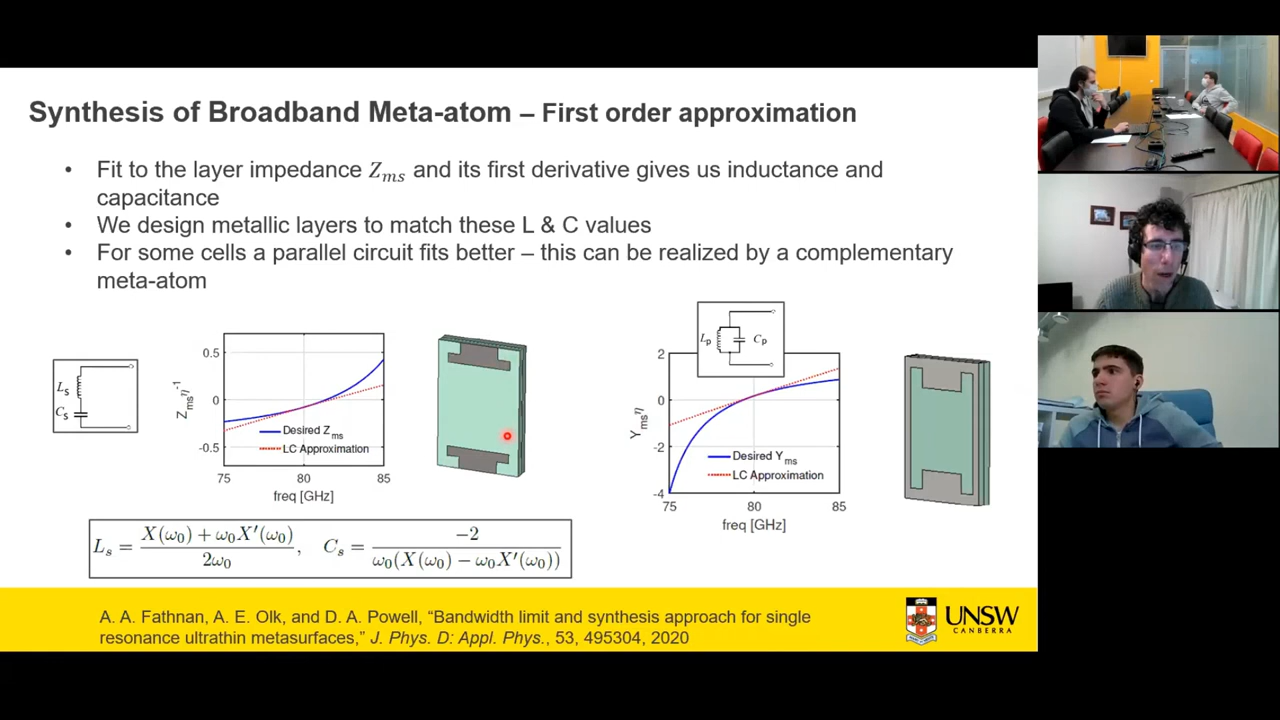 Synthesis of Broadband Meta-atom – First order approximation
• Fit to the layer impedance Z_ms and its first derivative gives us inductance and
capacitance
• We design metallic layers to match these L & C values
• For some cells a parallel circuit fits better – this can be realized by a complementary
meta-atom
L_s
C_s
Z_ms η^-1
0.5
0
-0.5
Desired Z_ms
LC Approximation
75
80
85
freq [GHz]
L_p
C_p
Y_ms η
2
0
-2
-4
Desired Y_ms
LC Approximation
75
80
85
freq [GHz]
L_s = (X(ω_0) + ω_0X′(ω_0)) / (2ω_0), C_s = −2 / (ω_0(X(ω_0) − ω_0X′(ω_0)))
A. A. Fathnan, A. E. Olk, and D. A. Powell, “Bandwidth limit and synthesis approach for single
resonance ultrathin metasurfaces,” J. Phys. D: Appl. Phys., 53, 495304, 2020
UNSW
CANBERRA